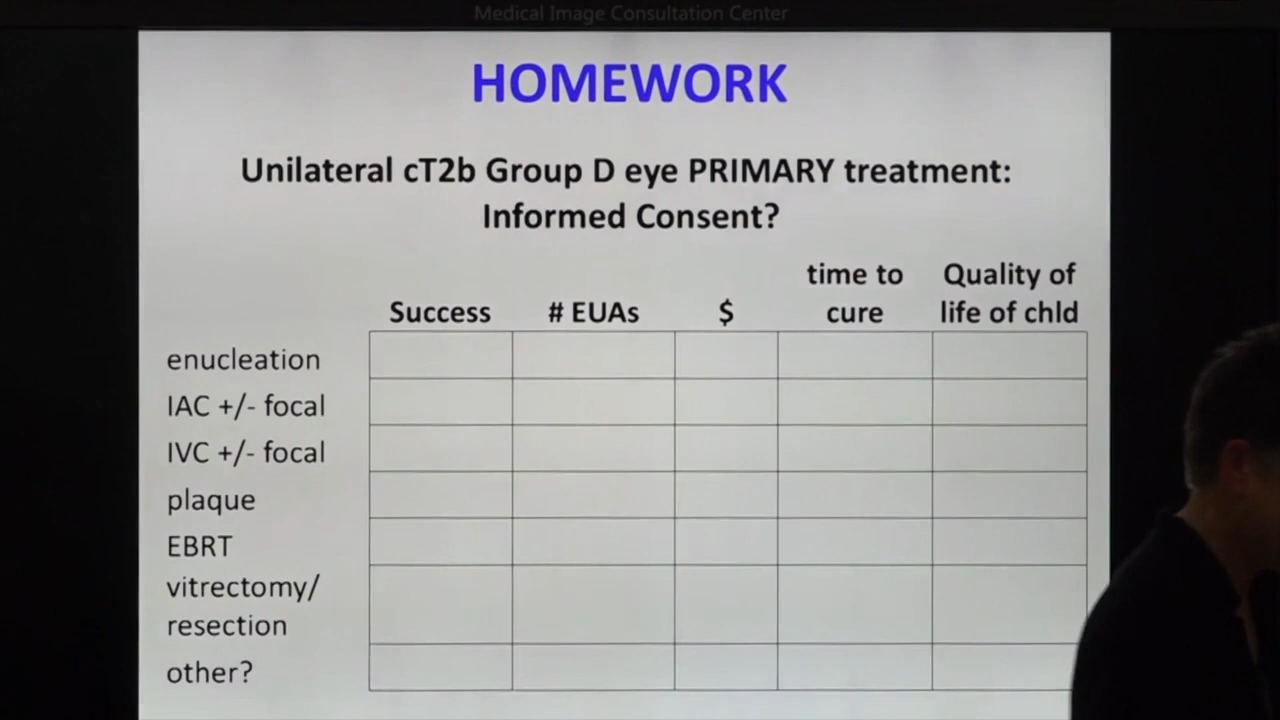 Medical Image Consultation Center
HOMEWORK
Unilateral cT2b Group D eye PRIMARY treatment:
Informed Consent?
Success # EUAs $ time to cure Quality of life of chld
enucleation
IAC +/- focal
IVC +/- focal
plaque
EBRT
vitrectomy/
resection
other?